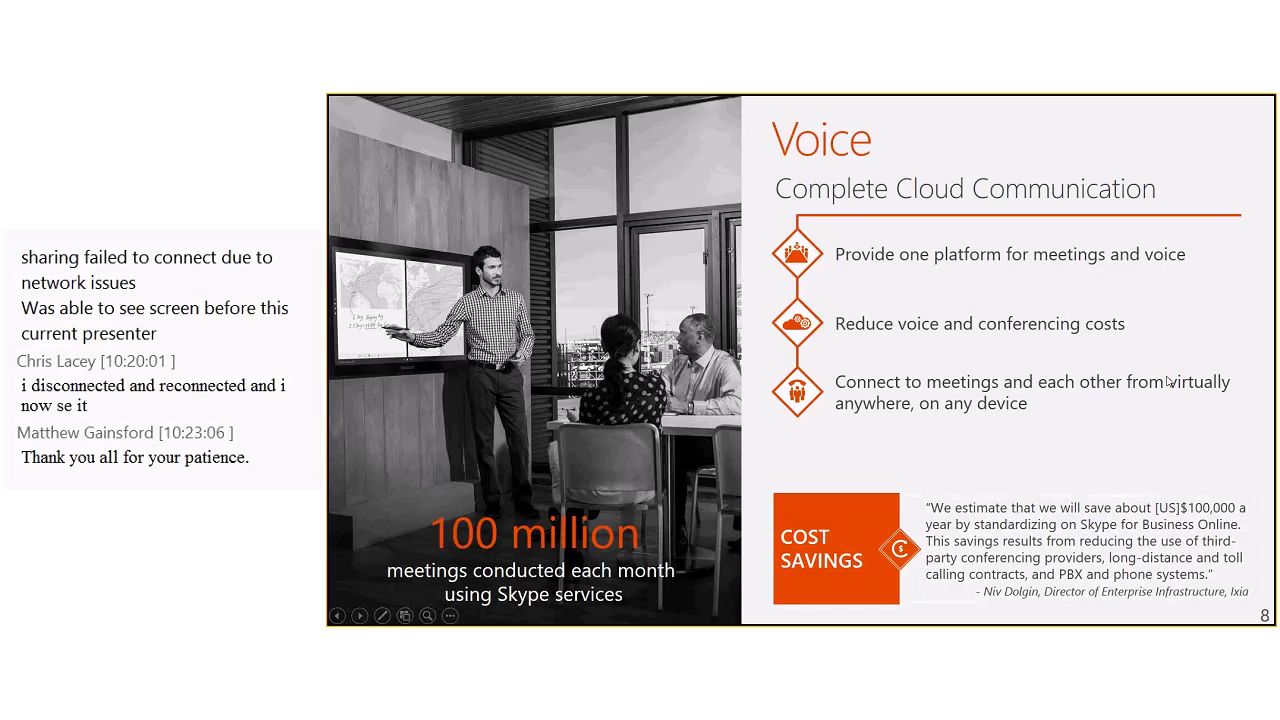 sharing failed to connect due to
network issues
Was able to see screen before this
current presenter
Chris Lacey [10:20:01 ]
i disconnected and reconnected and i
now se it
Matthew Gainsford [10:23:06 ]
Thank you all for your patience.
100 million
meetings conducted each month
using Skype services
Voice
Complete Cloud Communication
Provide one platform for meetings and voice
Reduce voice and conferencing costs
Connect to meetings and each other from virtually
anywhere, on any device
COST
SAVINGS
“We estimate that we will save about [US]$100,000 a
year by standardizing on Skype for Business Online.
This savings results from reducing the use of third-
party conferencing providers, long-distance and toll
calling contracts, and PBX and phone systems.”
- Niv Dolgin, Director of Enterprise Infrastructure, Ixia
8